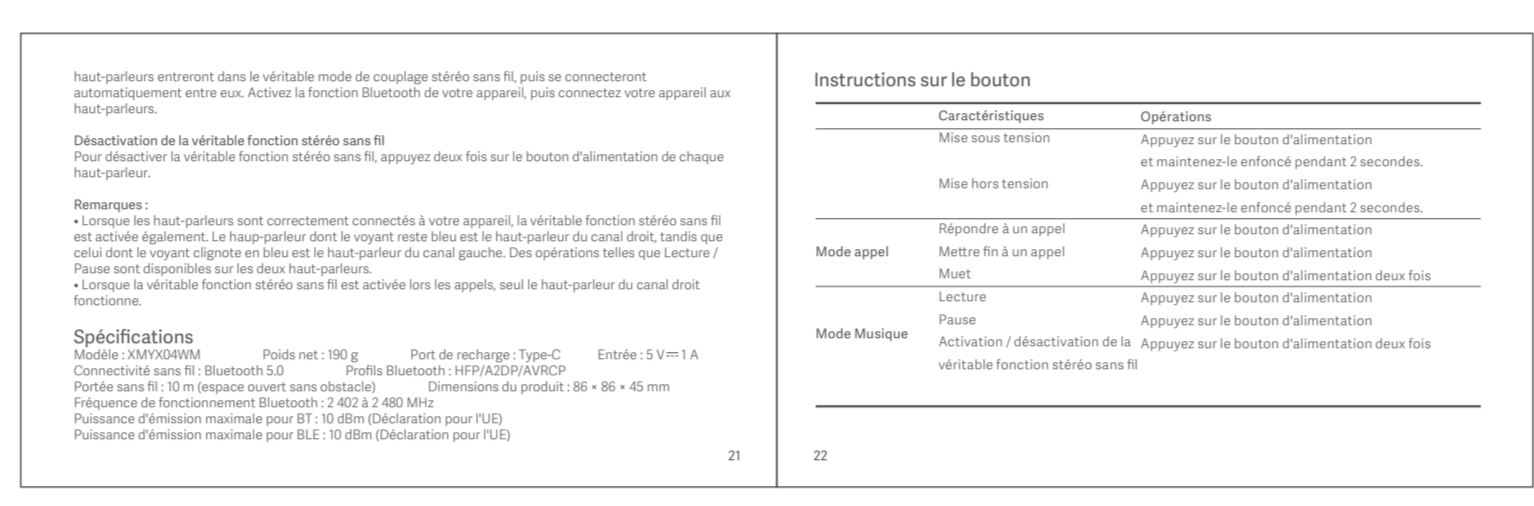 haut-parleurs entreront dans le véritable mode de couplage stéréo sans fil, puis se connecteront
automatiquement entre eux. Activez la fonction Bluetooth de votre appareil, puis connectez votre appareil aux
haut-parleurs.
Désactivation de la véritable fonction stéréo sans fil
Pour désactiver la véritable fonction stéréo sans fil, appuyez deux fois sur le bouton d'alimentation de chaque
haut-parleur.
Remarques :
• Lorsque les haut-parleurs sont correctement connectés à votre appareil, la véritable fonction stéréo sans fil
est activée également. Le haup-parleur dont le voyant reste bleu est le haut-parleur du canal droit, tandis que
celui dont le voyant clignote en bleu est le haut-parleur du canal gauche. Des opérations telles que Lecture /
Pause sont disponibles sur les deux haut-parleurs.
• Lorsque la véritable fonction stéréo sans fil est activée lors les appels, seul le haut-parleur du canal droit
fonctionne.
Spécifications
Modèle : XMYX04WM Poids net : 190 g Port de recharge : Type-C Entrée : 5 V⎓1 A
Connectivité sans fil : Bluetooth 5.0 Profils Bluetooth : HFP/A2DP/AVRCP
Portée sans fil : 10 m (espace ouvert sans obstacle) Dimensions du produit : 86 × 86 × 45 mm
Fréquence de fonctionnement Bluetooth : 2 402 à 2 480 MHz
Puissance d'émission maximale pour BT : 10 dBm (Déclaration pour l'UE)
Puissance d'émission maximale pour BLE : 10 dBm (Déclaration pour l'UE)
21
Instructions sur le bouton
Caractéristiques Opérations
Mise sous tension Appuyez sur le bouton d'alimentation
et maintenez-le enfoncé pendant 2 secondes.
Mise hors tension Appuyez sur le bouton d'alimentation
et maintenez-le enfoncé pendant 2 secondes.
Répondre à un appel Appuyez sur le bouton d'alimentation
Mode appel Mettre fin à un appel Appuyez sur le bouton d'alimentation
Muet Appuyez sur le bouton d'alimentation deux fois
Lecture Appuyez sur le bouton d'alimentation
Pause Appuyez sur le bouton d'alimentation
Mode Musique
Activation / désactivation de la Appuyez sur le bouton d'alimentation deux fois
véritable fonction stéréo sans fil
22